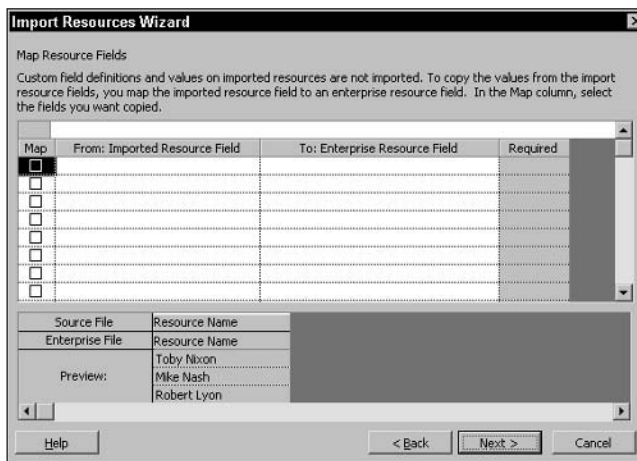 Import Resources Wizard
Map Resource Fields
Custom field definitions and values on imported resources are not imported. To copy the values from the import
resource fields, you map the imported resource field to an enterprise resource field. In the Map column, select
the fields you want copied.
Map From: Imported Resource Field To: Enterprise Resource Field Required
Source File Resource Name
Enterprise File Resource Name
Preview: Toby Nixon
Mike Nash
Robert Lyon
Help < Back Next > Cancel